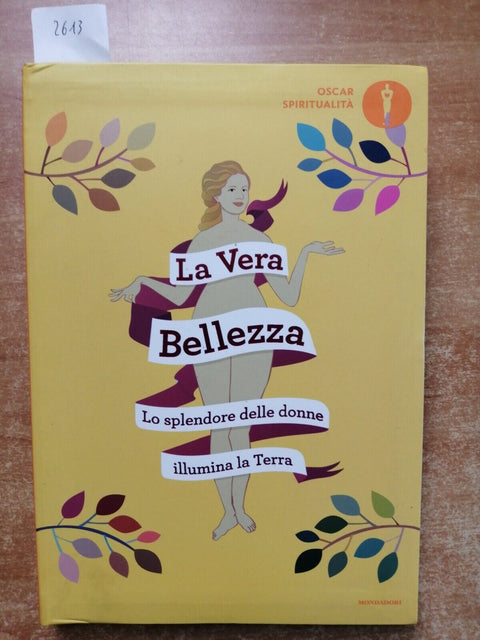 2613
OSCAR
SPIRITUALITÀ
La Vera
Bellezza
Lo splendore delle donne
illumina la Terra
MONDADORI